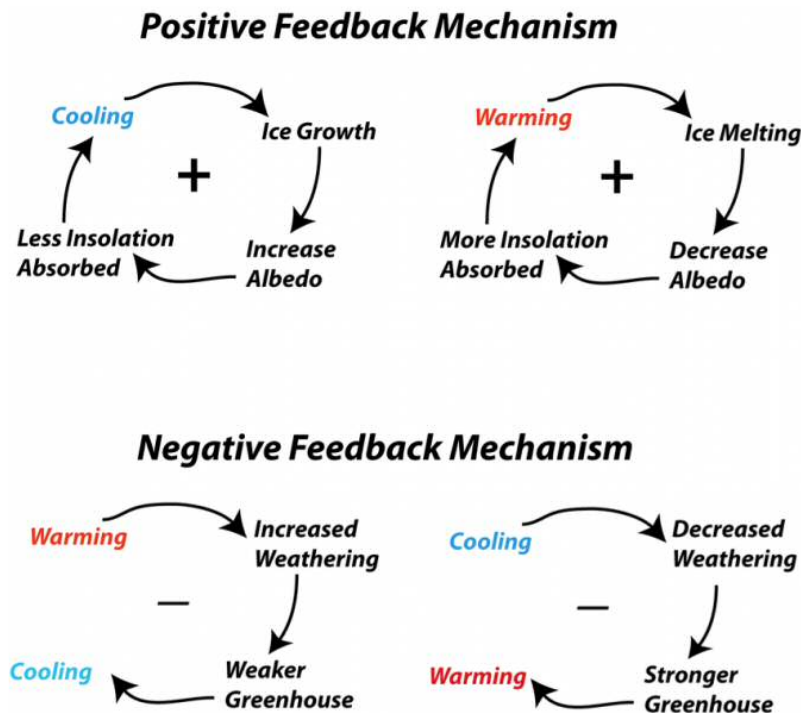 Positive Feedback Mechanism
Cooling
Ice Growth
+
Less Insolation
Absorbed
Increase
Albedo
Warming
Ice Melting
+
More Insolation
Absorbed
Decrease
Albedo
Negative Feedback Mechanism
Warming
Increased
Weathering
–
Cooling
Weaker
Greenhouse
Cooling
Decreased
Weathering
–
Warming
Stronger
Greenhouse